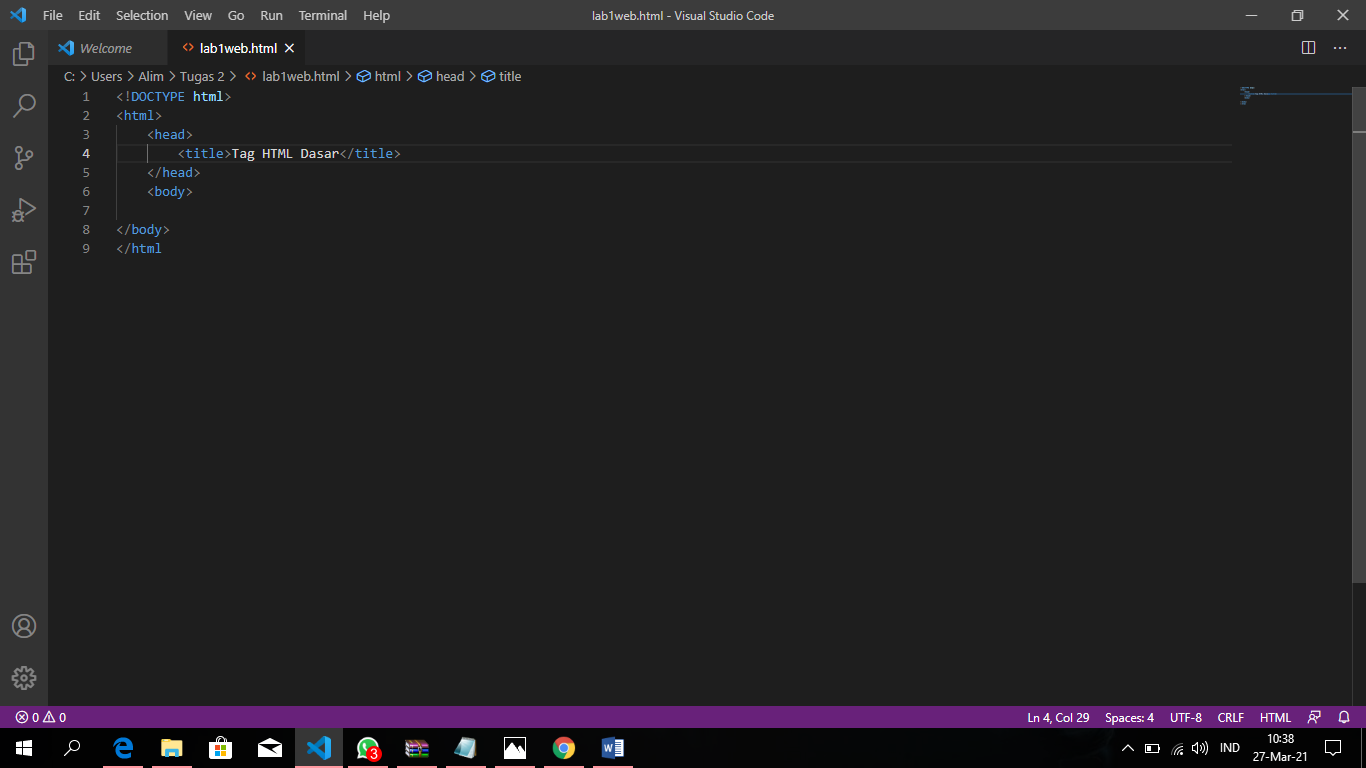 File Edit Selection View Go Run Terminal Help lab1web.html - Visual Studio Code
Welcome lab1web.html
C: > Users > Alim > Tugas 2 > lab1web.html > html > head > title
1 <!DOCTYPE html>
2 <html>
3 <head>
4 <title>Tag HTML Dasar</title>
5 </head>
6 <body>
7
8 </body>
9 </html
0 0 Ln 4, Col 29 Spaces: 4 UTF-8 CRLF HTML
3 IND 10:38
27-Mar-21